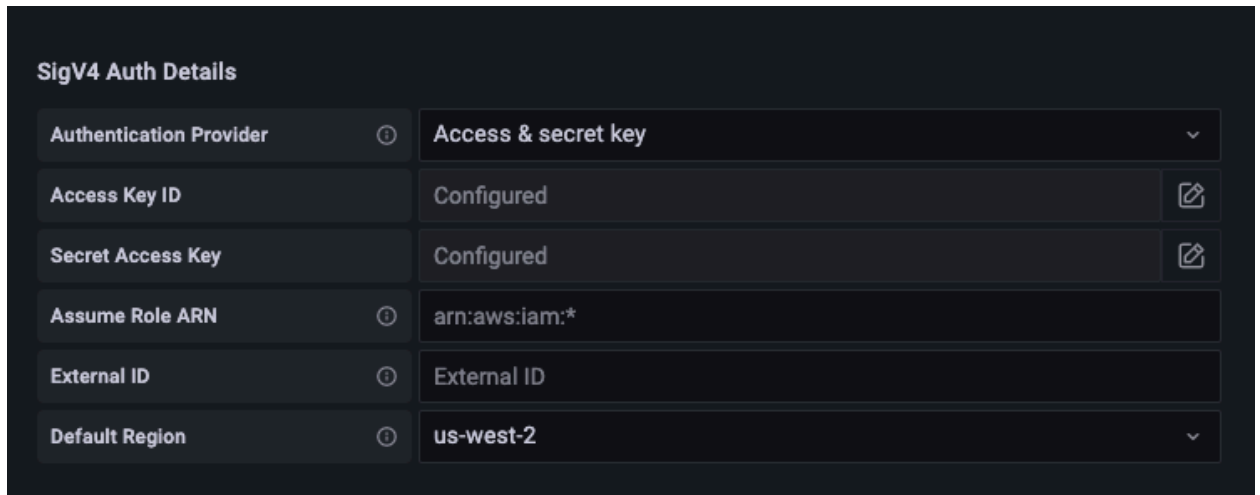 SigV4 Auth Details
Authentication Provider Access & secret key
Access Key ID Configured
Secret Access Key Configured
Assume Role ARN arn:aws:iam:*
External ID External ID
Default Region us-west-2